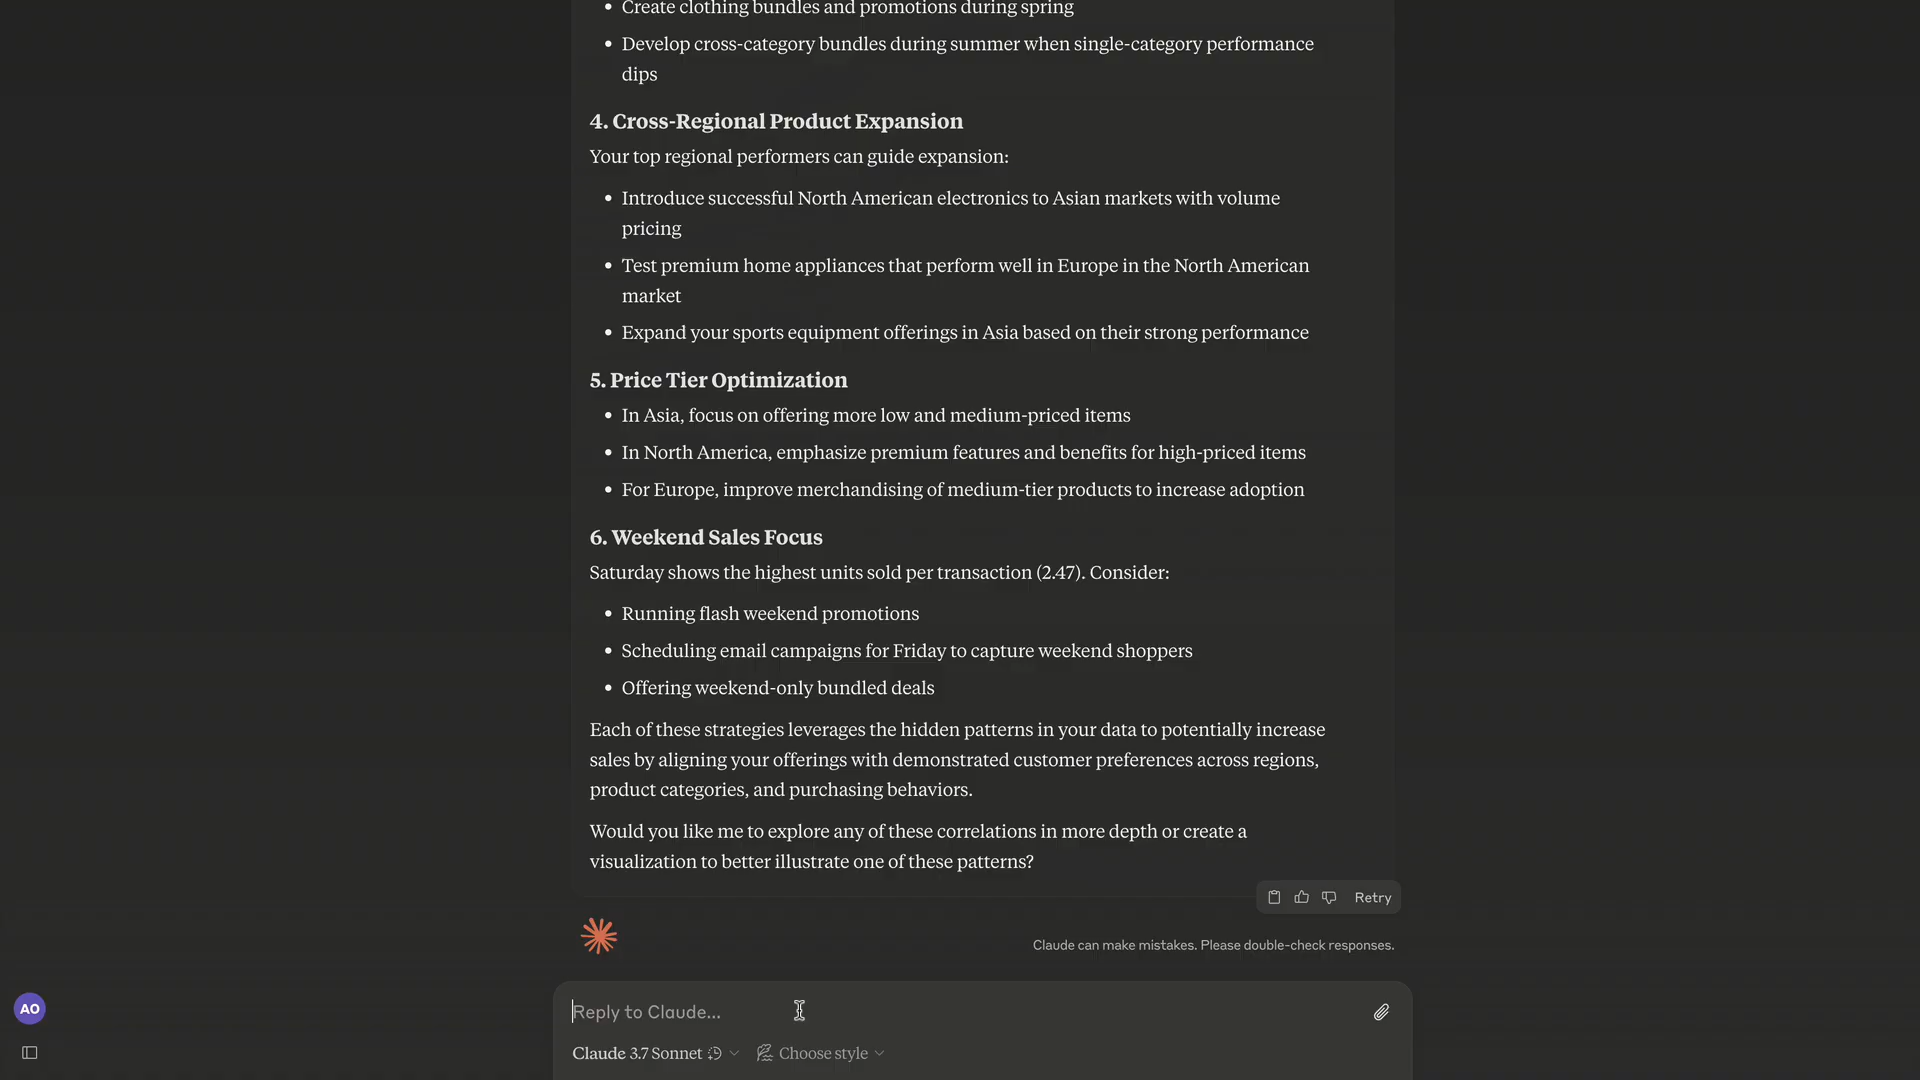 Create clothing bundles and promotions during spring
Develop cross-category bundles during summer when single-category performance
dips
4. Cross-Regional Product Expansion
Your top regional performers can guide expansion:
Introduce successful North American electronics to Asian markets with volume
pricing
Test premium home appliances that perform well in Europe in the North American
market
Expand your sports equipment offerings in Asia based on their strong performance
5. Price Tier Optimization
In Asia, focus on offering more low and medium-priced items
In North America, emphasize premium features and benefits for high-priced items
For Europe, improve merchandising of medium-tier products to increase adoption
6. Weekend Sales Focus
Saturday shows the highest units sold per transaction (2.47). Consider:
Running flash weekend promotions
Scheduling email campaigns for Friday to capture weekend shoppers
Offering weekend-only bundled deals
Each of these strategies leverages the hidden patterns in your data to potentially increase
sales by aligning your offerings with demonstrated customer preferences across regions,
product categories, and purchasing behaviors.
Would you like me to explore any of these correlations in more depth or create a
visualization to better illustrate one of these patterns?
Retry
Claude can make mistakes. Please double-check responses.
AO
Reply to Claude...
Claude 3.7 Sonnet
Choose style